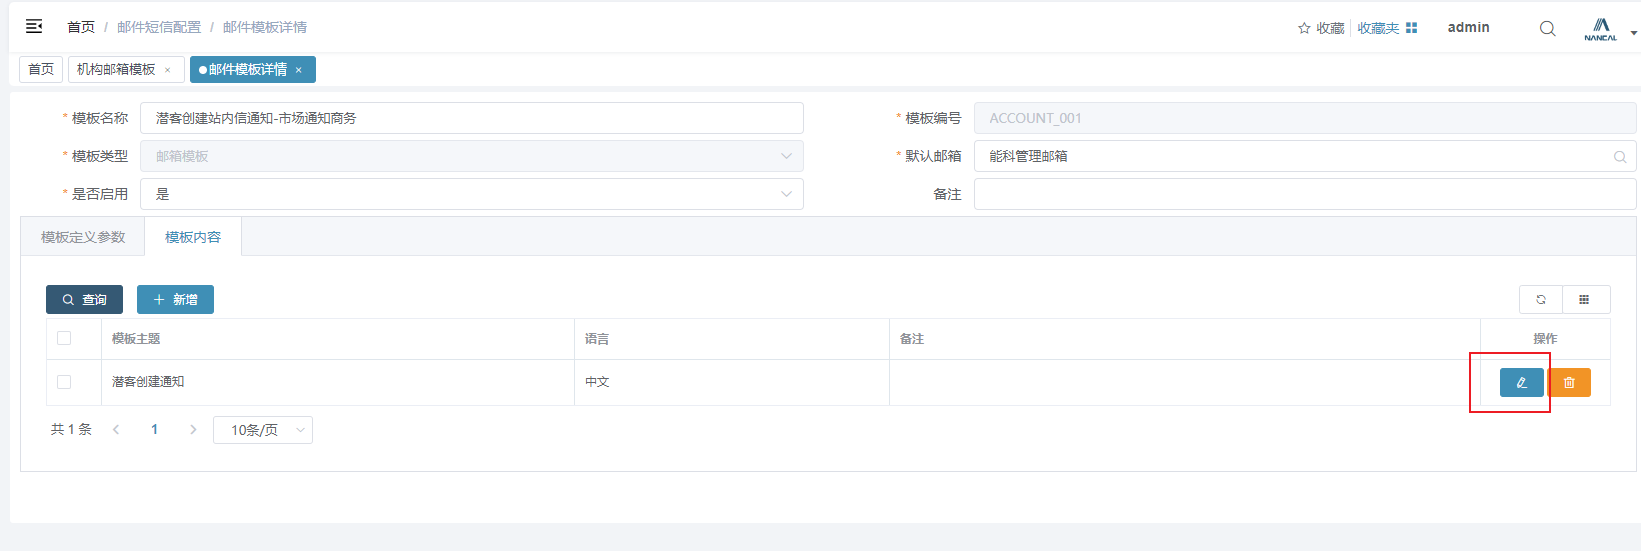 首页 / 邮件短信配置 / 邮件模板详情
收藏 收藏夹 admin NANCAL
首页 机构邮箱模板 × 邮件模板详情 ×
* 模板名称 潜客创建站内信通知-市场通知商务 * 模板编号 ACCOUNT_001
* 模板类型 邮箱模板 * 默认邮箱 能科管理邮箱
* 是否启用 是 备注
模板定义参数 模板内容
查询 新增
模板主题 语言 备注 操作
潜客创建通知 中文
共 1 条 1 10条/页